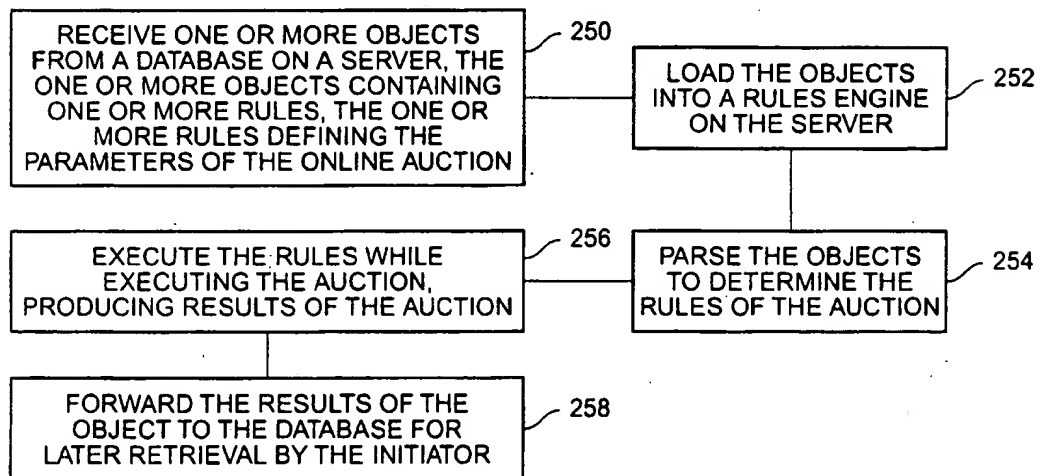 RECEIVE ONE OR MORE OBJECTS
FROM A DATABASE ON A SERVER, THE
ONE OR MORE OBJECTS CONTAINING
ONE OR MORE RULES, THE ONE OR
MORE RULES DEFINING THE
PARAMETERS OF THE ONLINE AUCTION
250
LOAD THE OBJECTS
INTO A RULES ENGINE
ON THE SERVER
252
PARSE THE OBJECTS
TO DETERMINE THE
RULES OF THE AUCTION
254
EXECUTE THE RULES WHILE
EXECUTING THE AUCTION,
PRODUCING RESULTS OF THE AUCTION
256
FORWARD THE RESULTS OF THE
OBJECT TO THE DATABASE FOR
LATER RETRIEVAL BY THE INITIATOR
258